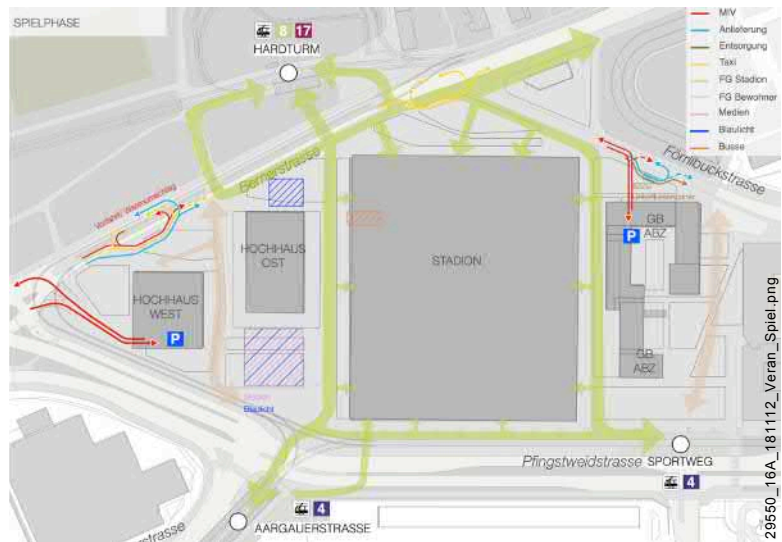 SPIELPHASE
8 17
HARDTURM
MIV
Anlieferung
Entsorgung
Taxi
FG Stadion
FG Bewohner
Medien
Blaulicht
Busse
Förrlibuckstrasse
Bernerstrasse
HOCHHAUS
OST
STADION
GB
ABZ
P
HOCHHAUS
WEST
P
GB
ABZ
Blaulicht
Pfingstweidstrasse
SPORTWEG
4
4
AARGAUERSTRASSE
29550_16A_181112_Veran_Spiel.png